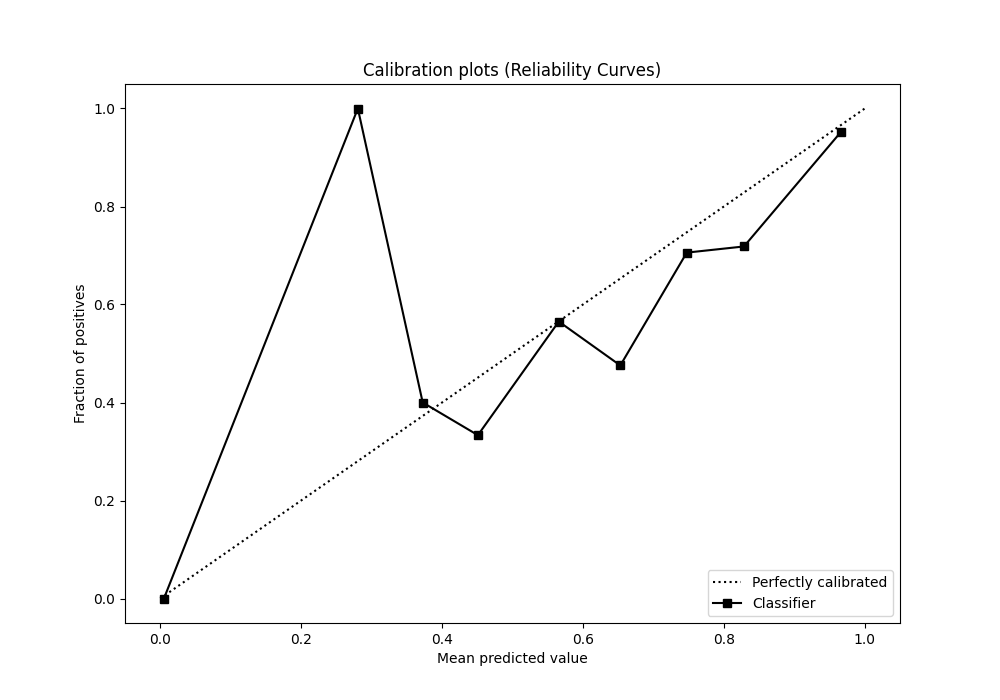 Calibration plots (Reliability Curves)
1.0
0.8
0.6
0.4
0.2
0.0
Fraction of positives
0.0 0.2 0.4 0.6 0.8 1.0
Mean predicted value
Perfectly calibrated
Classifier